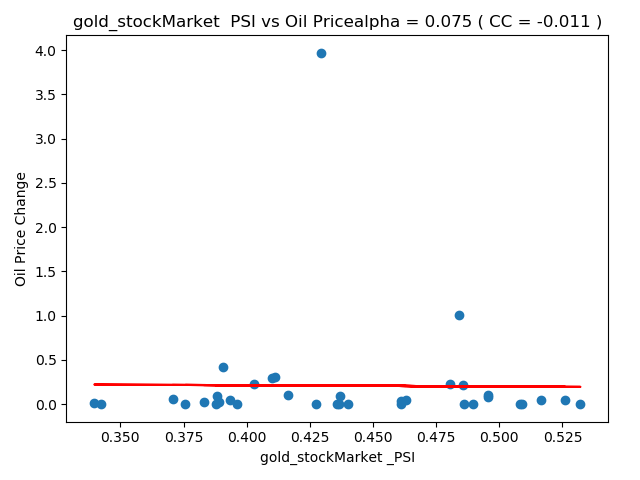 gold_stockMarket  PSI vs Oil Pricealpha = 0.075 ( CC = -0.011 )
4.0
3.5
3.0
2.5
2.0
1.5
1.0
0.5
0.0
Oil Price Change
0.350 0.375 0.400 0.425 0.450 0.475 0.500 0.525
gold_stockMarket _PSI